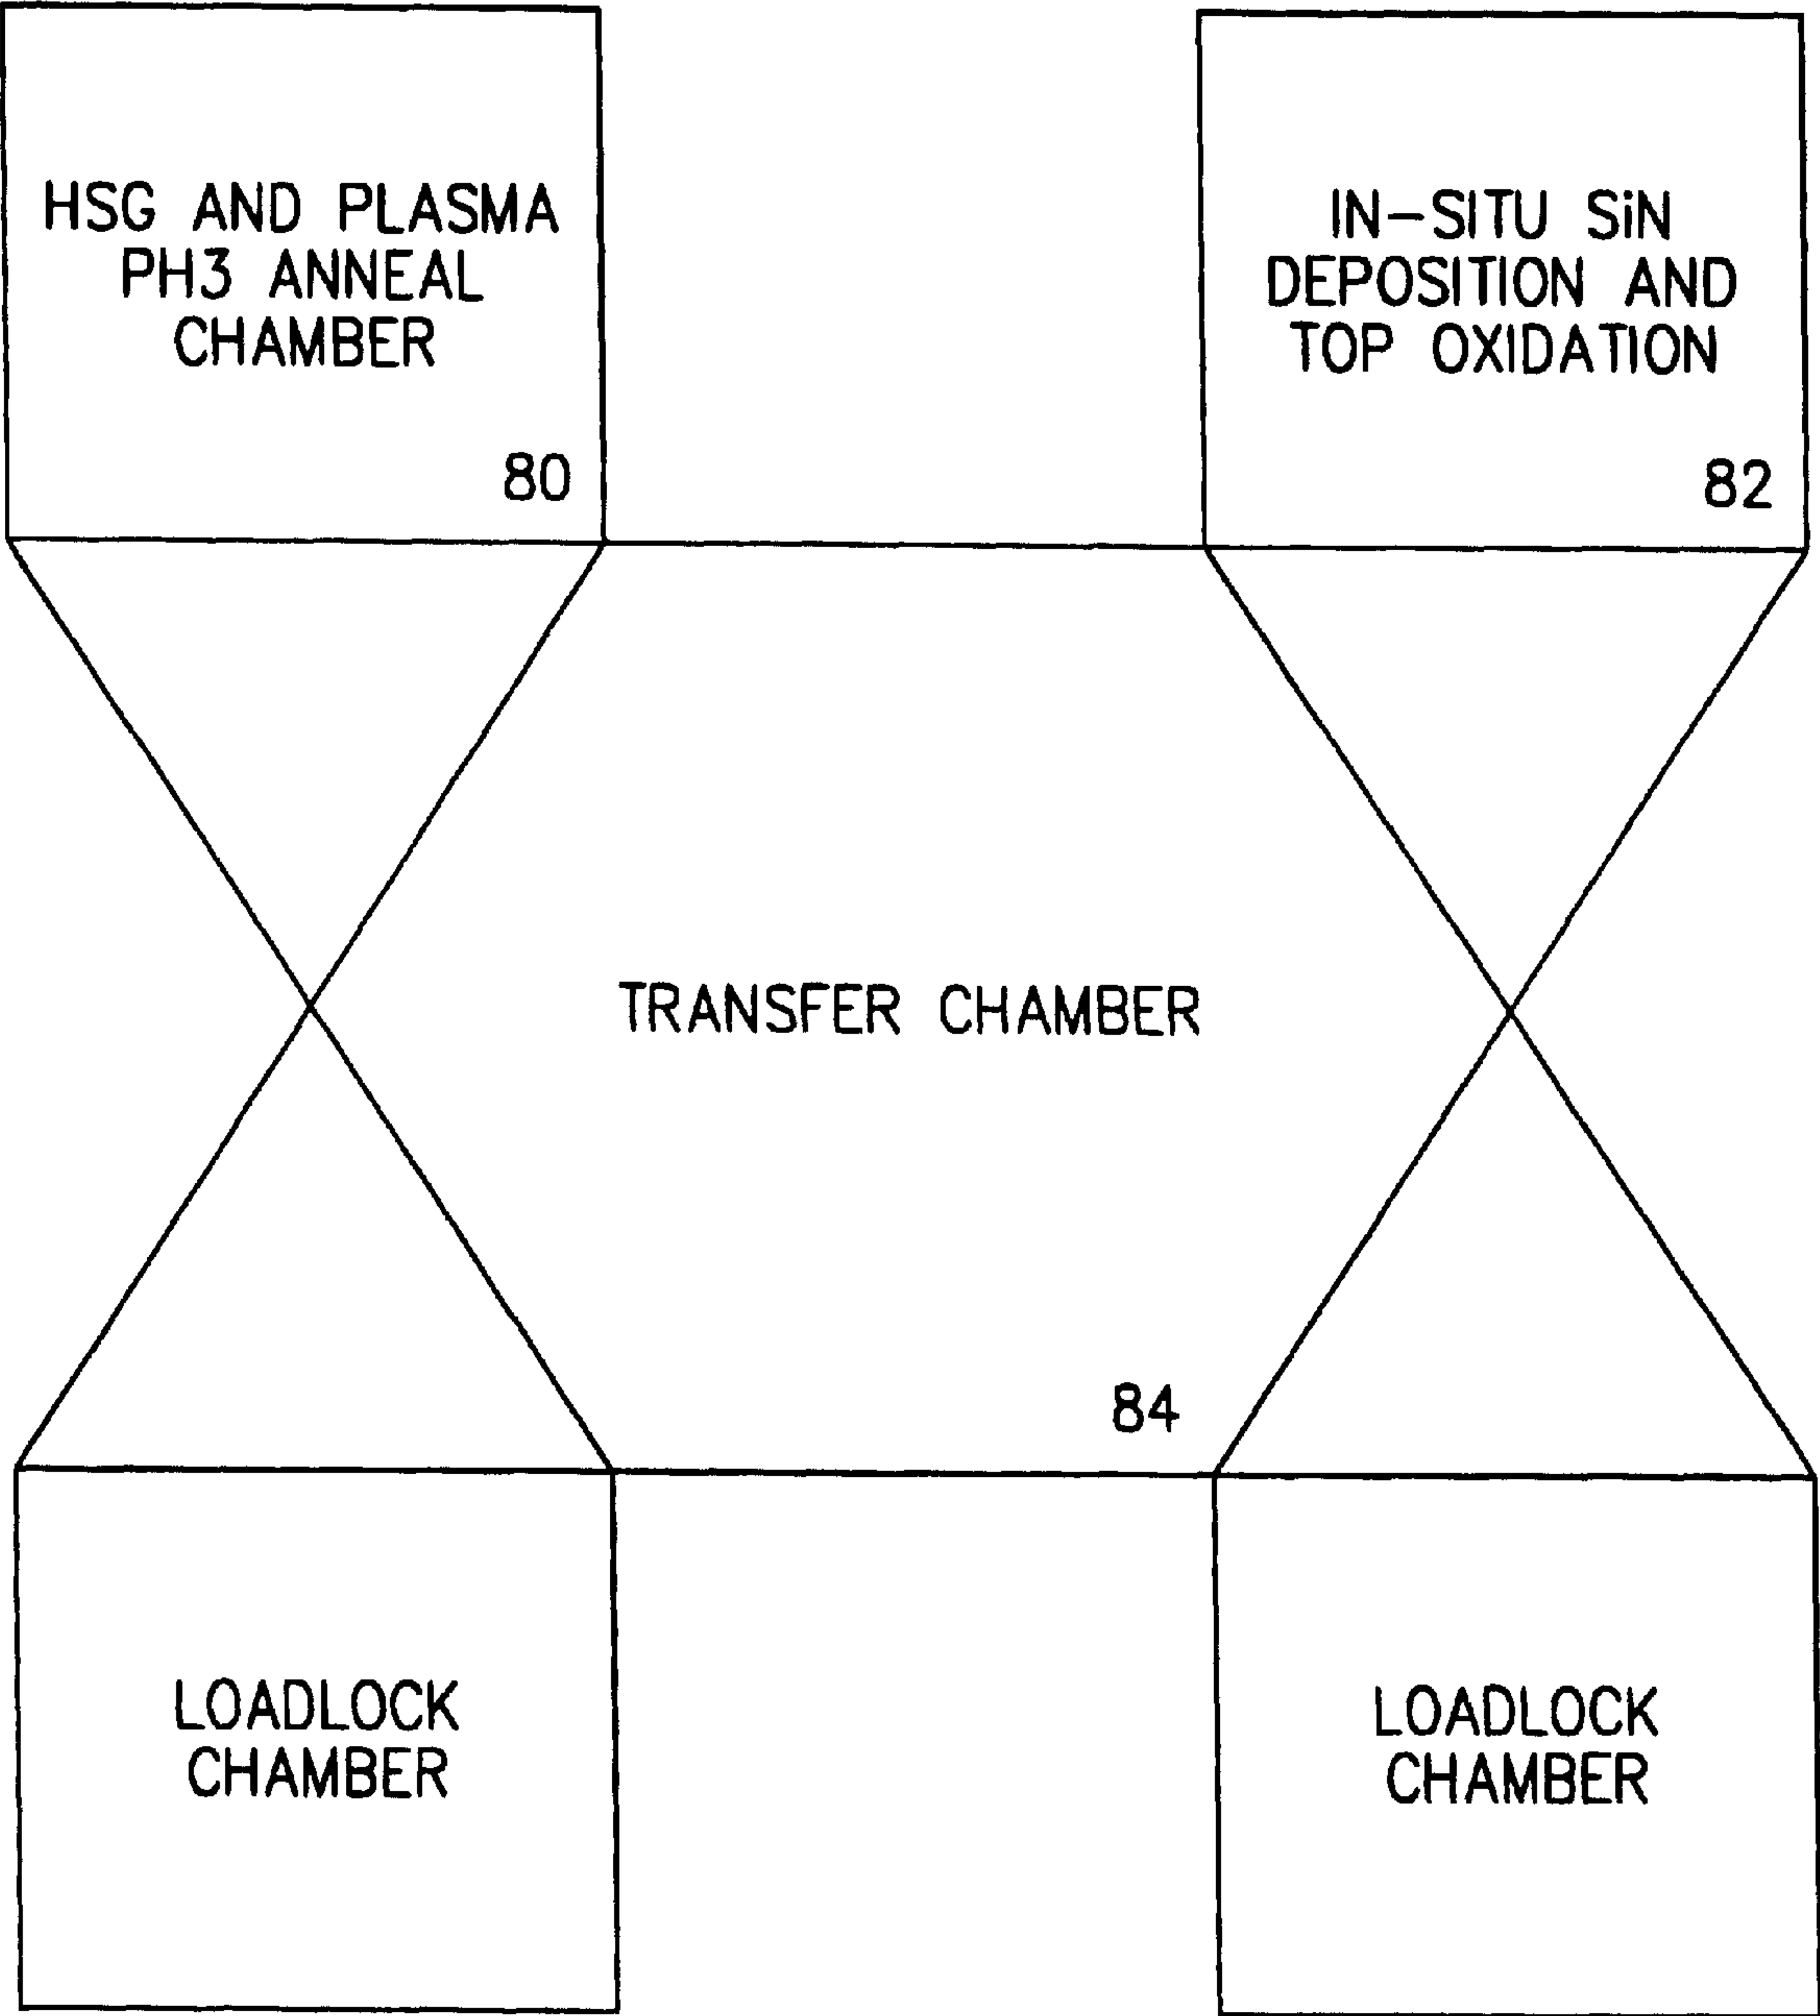 HSG AND PLASMA
PH3 ANNEAL
CHAMBER
80
IN-SITU SiN
DEPOSITION AND
TOP OXIDATION
82
TRANSFER CHAMBER
84
LOADLOCK
CHAMBER
LOADLOCK
CHAMBER